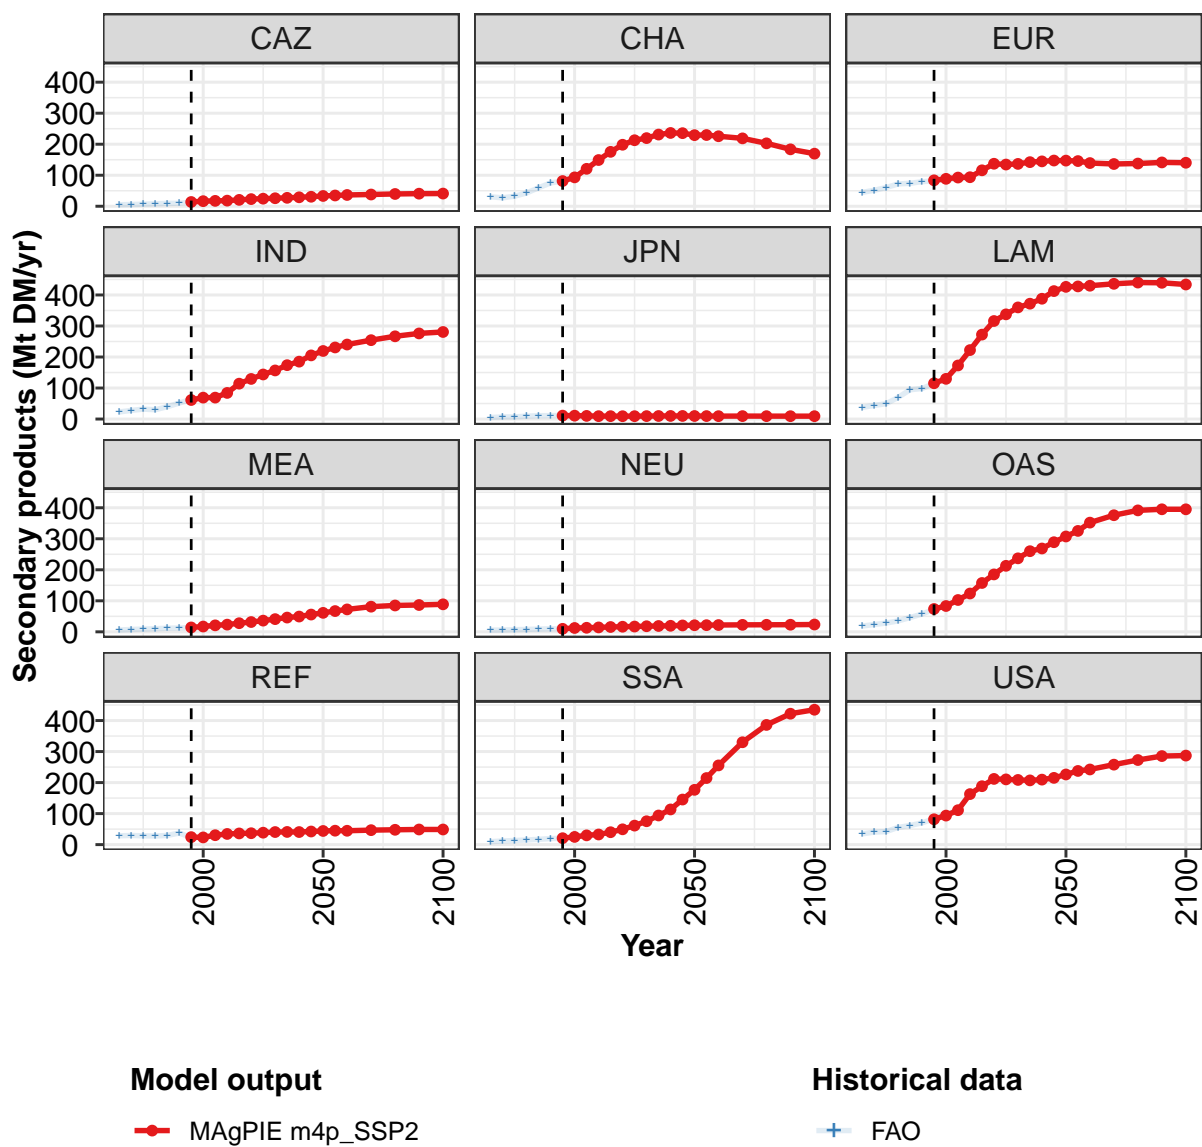 CAZ CHA EUR
400
300
200
100
0
IND JPN LAM
400
300
200
100
0
MEA NEU OAS
400
300
200
100
0
REF SSA USA
400
300
200
100
0
Secondary products (Mt DM/yr)
2000 2050 2100 2000 2050 2100 2000 2050 2100
Year
Model output Historical data
MAgPIE m4p_SSP2 FAO